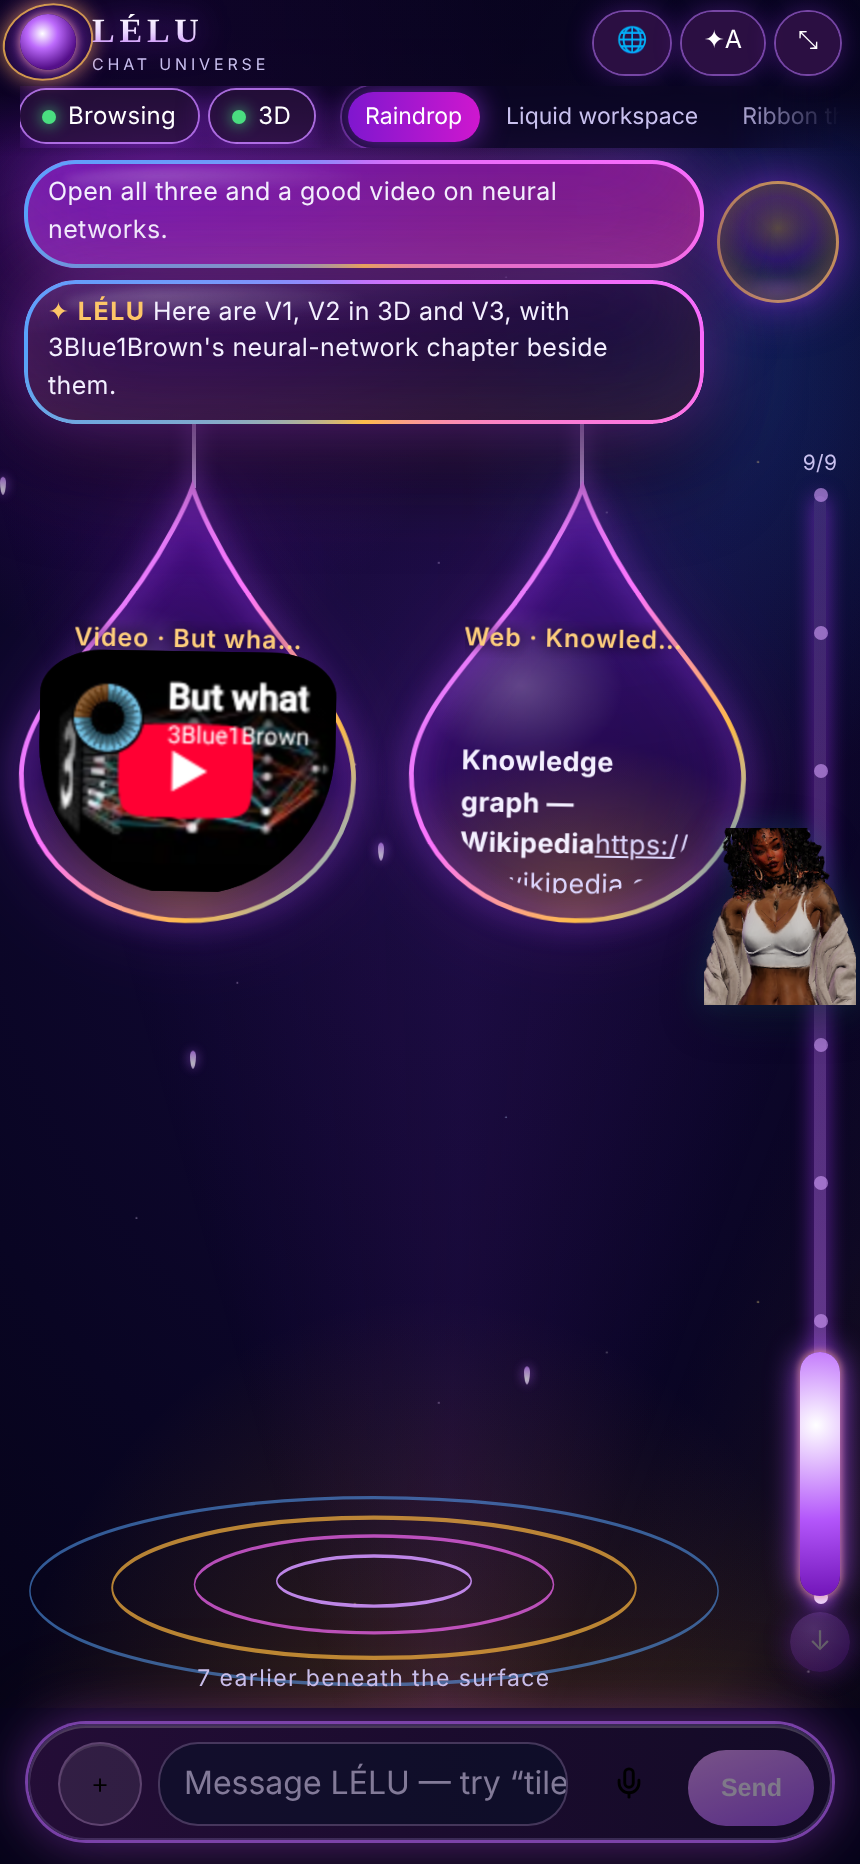 LÉLU
CHAT UNIVERSE
✦A
Browsing
3D
Raindrop
Liquid workspace
Ribbon
Open all three and a good video on neural
networks.
✦ LÉLU Here are V1, V2 in 3D and V3, with
3Blue1Brown's neural-network chapter beside
them.
9/9
Video · But wha...
Web · Knowled...
But what
3Blue1Brown
Knowledge
graph —
Wikipediahttps://
wikipedia
7 earlier beneath the surface
+
Message LÉLU — try “tile
Send